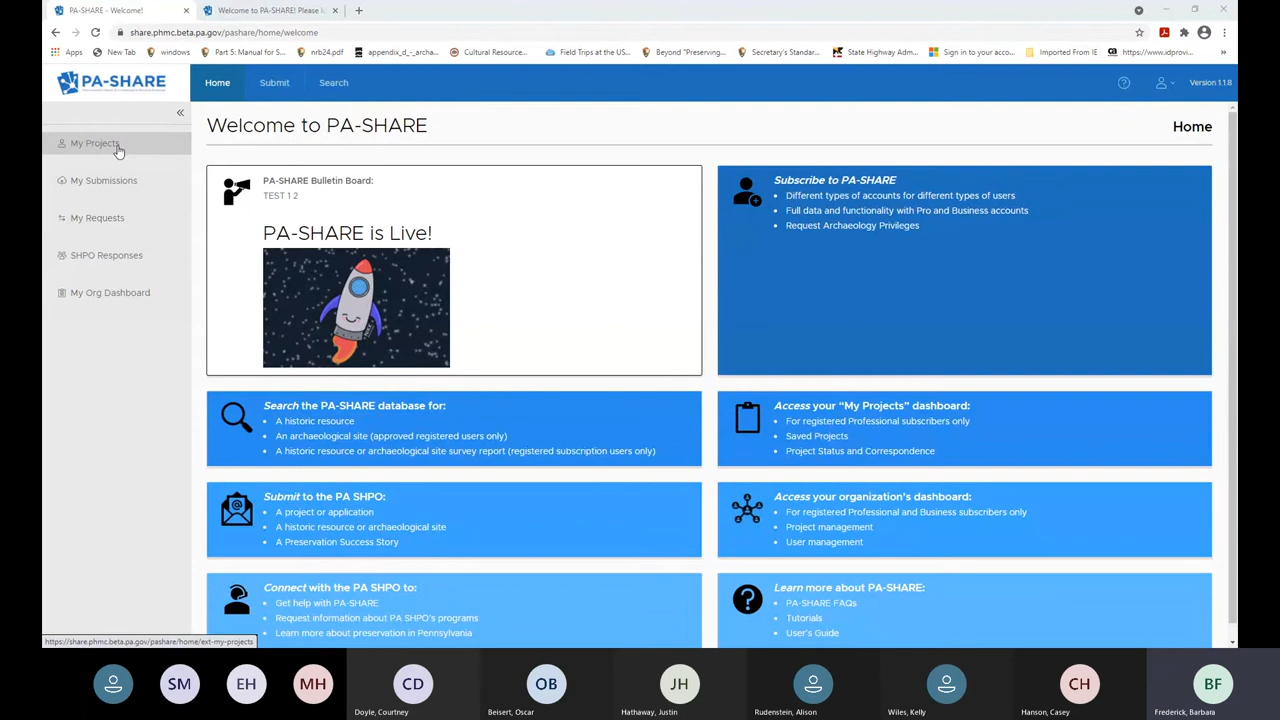 PA-SHARE - Welcome!
Welcome to PA-SHARE! Please l
share.phmc.beta.pa.gov/pashare/home/welcome
Apps
New Tab
windows
Part 5: Manual for S...
nrb24.pdf
appendix_d_-_archa...
Cultural Resource...
Field Trips at the US...
Beyond "Preserving...
Secretary's Standar...
State Highway Adm...
Sign in to your acco...
Imported From IE
https://www.idprovi...
PA-SHARE
Home
Submit
Search
Version 1.1.8
My Projects
My Submissions
My Requests
SHPO Responses
My Org Dashboard
Welcome to PA-SHARE
Home
PA-SHARE Bulletin Board:
TEST 1 2
PA-SHARE is Live!
Subscribe to PA-SHARE
• Different types of accounts for different types of users
• Full data and functionality with Pro and Business accounts
• Request Archaeology Privileges
Search the PA-SHARE database for:
• A historic resource
• An archaeological site (approved registered users only)
• A historic resource or archaeological site survey report (registered subscription users only)
Access your "My Projects" dashboard:
• For registered Professional subscribers only
• Saved Projects
• Project Status and Correspondence
Submit to the PA SHPO:
• A project or application
• A historic resource or archaeological site
• A Preservation Success Story
Access your organization's dashboard:
• For registered Professional and Business subscribers only
• Project management
• User management
Connect with the PA SHPO to:
• Get help with PA-SHARE
• Request information about PA SHPO's programs
• Learn more about preservation in Pennsylvania
Learn more about PA-SHARE:
• PA-SHARE FAQs
• Tutorials
• User's Guide
https://share.phmc.beta.pa.gov/pashare/home/ext-my-projects
SM
EH
MH
CD
Doyle, Courtney
OB
Beisert, Oscar
JH
Hathaway, Justin
Rudenstein, Alison
Wiles, Kelly
CH
Hanson, Casey
BF
Frederick, Barbara